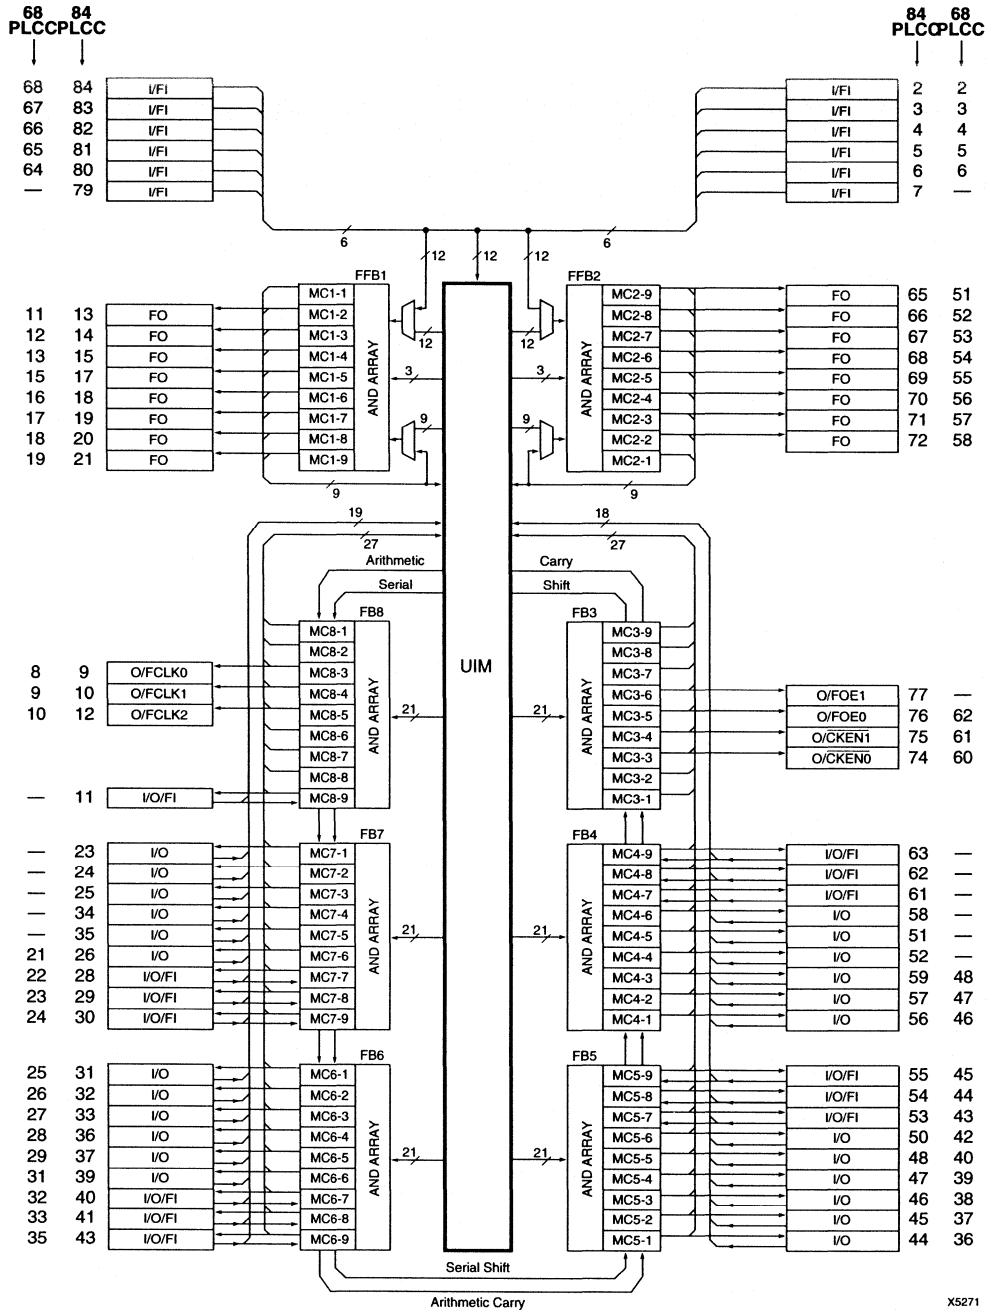 68 84 84 68
PLCC PLCC PLCC PLCC
68 84 I/FI I/FI 2 2
67 83 I/FI I/FI 3 3
66 82 I/FI I/FI 4 4
65 81 I/FI I/FI 5 5
64 80 I/FI I/FI 6 6
— 79 I/FI I/FI 7 —
6 6
12 12 12
FFB1 FFB2
MC1-1 MC2-9 FO 65 51
11 13 FO MC1-2 MC2-8 FO 66 52
12 14 FO MC1-3 12 12 MC2-7 FO 67 53
13 15 FO MC1-4 MC2-6 FO 68 54
15 17 FO MC1-5 3 3 MC2-5 FO 69 55
16 18 FO MC1-6 MC2-4 FO 70 56
17 19 FO MC1-7 9 9 MC2-3 FO 71 57
18 20 FO MC1-8 MC2-2 FO 72 58
19 21 FO MC1-9 MC2-1
AND ARRAY AND ARRAY
9 9
19 18
27 27
Arithmetic Carry
Serial Shift
FB8 FB3
MC8-1 MC3-9
MC8-2 MC3-8
UIM
8 9 O/FCLK0 MC8-3 MC3-7
9 10 O/FCLK1 MC8-4 MC3-6 O/FOE1 77 —
10 12 O/FCLK2 MC8-5 21 21 MC3-5 O/FOE0 76 62
MC8-6 MC3-4 O/CKEN1 75 61
MC8-7 MC3-3 O/CKEN0 74 60
MC8-8 MC3-2
— 11 I/O/FI MC8-9 MC3-1
AND ARRAY AND ARRAY
FB7 FB4
— 23 I/O MC7-1 MC4-9 I/O/FI 63 —
— 24 I/O MC7-2 MC4-8 I/O/FI 62 —
— 25 I/O MC7-3 MC4-7 I/O/FI 61 —
— 34 I/O MC7-4 MC4-6 I/O 58 —
— 35 I/O MC7-5 21 21 MC4-5 I/O 51 —
21 26 I/O MC7-6 MC4-4 I/O 52 —
22 28 I/O/FI MC7-7 MC4-3 I/O 59 48
23 29 I/O/FI MC7-8 MC4-2 I/O 57 47
24 30 I/O/FI MC7-9 MC4-1 I/O 56 46
AND ARRAY AND ARRAY
FB6 FB5
25 31 I/O MC6-1 MC5-9 I/O/FI 55 45
26 32 I/O MC6-2 MC5-8 I/O/FI 54 44
27 33 I/O MC6-3 MC5-7 I/O/FI 53 43
28 36 I/O MC6-4 MC5-6 I/O 50 42
29 37 I/O MC6-5 21 21 MC5-5 I/O 48 40
31 39 I/O MC6-6 MC5-4 I/O 47 39
32 40 I/O/FI MC6-7 MC5-3 I/O 46 38
33 41 I/O/FI MC6-8 MC5-2 I/O 45 37
35 43 I/O/FI MC6-9 MC5-1 I/O 44 36
AND ARRAY AND ARRAY
Serial Shift
Arithmetic Carry
X5271